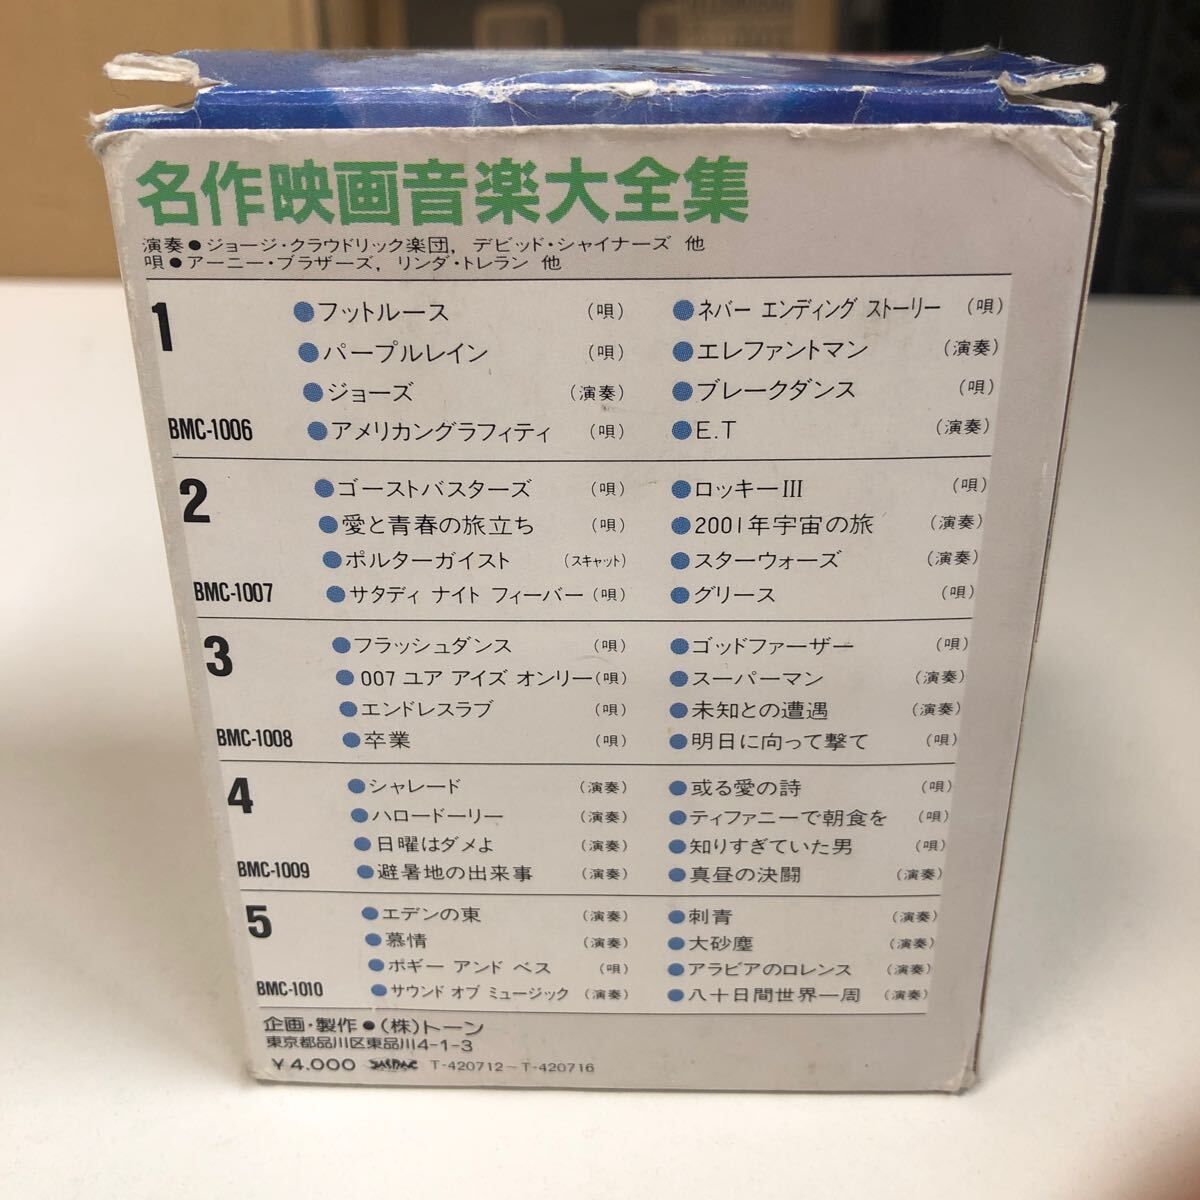 名作映画音楽大全集
演奏●ジョージ・クラウドリック楽団, デビッド・シャイナーズ 他
唄●アーニー・ブラザーズ, リンダ・トレラン 他
1
BMC-1006
●フットルース (唄)
●パープルレイン (唄)
●ジョーズ (演奏)
●アメリカングラフィティ (唄)
●ネバー エンディング ストーリー (唄)
●エレファントマン (演奏)
●ブレークダンス (唄)
●E.T (演奏)
2
BMC-1007
●ゴーストバスターズ (唄)
●愛と青春の旅立ち (唄)
●ポルターガイスト (スキャット)
●サタディ ナイト フィーバー (唄)
●ロッキーIII (唄)
●2001年宇宙の旅 (演奏)
●スターウォーズ (演奏)
●グリース (唄)
3
BMC-1008
●フラッシュダンス (唄)
●007 ユア アイズ オンリー (唄)
●エンドレスラブ (唄)
●卒業 (唄)
●ゴッドファーザー (唄)
●スーパーマン (演奏)
●未知との遭遇 (演奏)
●明日に向って撃て (唄)
4
BMC-1009
●シャレード (演奏)
●ハロードーリー (演奏)
●日曜はダメよ (演奏)
●避暑地の出来事 (演奏)
●或る愛の詩 (唄)
●ティファニーで朝食を (唄)
●知りすぎていた男 (唄)
●真昼の決闘 (演奏)
5
BMC-1010
●エデンの東 (演奏)
●慕情 (演奏)
●ポギー アンド ベス (唄)
●サウンド オブ ミュージック (演奏)
●刺青 (演奏)
●大砂塵 (演奏)
●アラビアのロレンス (演奏)
●八十日間世界一周 (演奏)
企画・製作●(株)トーン
東京都品川区東品川4-1-3
¥4,000
T-420712~T-420716